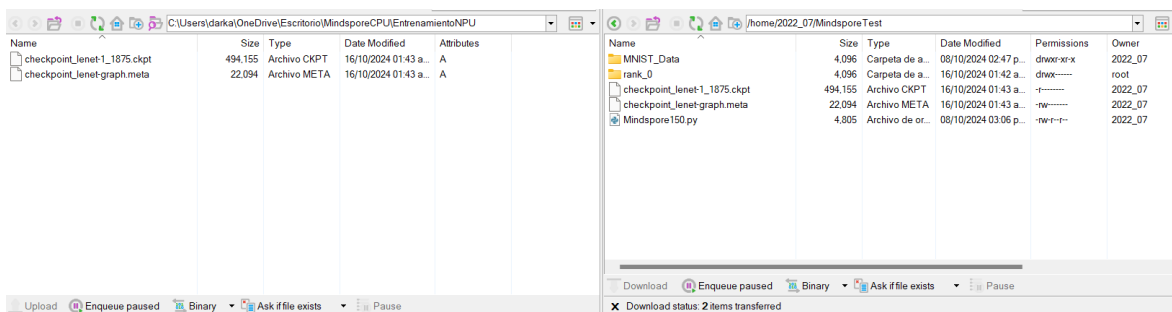 C:\Users\darka\OneDrive\Escritorio\MindsporeCPU\EntrenamientoNPU
Name Size Type Date Modified Attributes
checkpoint_lenet-1_1875.ckpt 494,155 Archivo CKPT 16/10/2024 01:43 a... A
checkpoint_lenet-graph.meta 22,094 Archivo META 16/10/2024 01:43 a... A
Upload Enqueue paused Binary Ask if file exists Pause
/home/2022_07/MindsporeTest
Name Size Type Date Modified Permissions Owner
MNIST_Data 4,096 Carpeta de a... 08/10/2024 02:47 p... drwxr-xr-x 2022_07
rank_0 4,096 Carpeta de a... 16/10/2024 01:42 a... drwx------ root
checkpoint_lenet-1_1875.ckpt 494,155 Archivo CKPT 16/10/2024 01:43 a... -r-------- 2022_07
checkpoint_lenet-graph.meta 22,094 Archivo META 16/10/2024 01:43 a... -rw------- 2022_07
Mindspore150.py 4,805 Archivo de or... 08/10/2024 03:06 p... -rw-r--r-- 2022_07
Download Enqueue paused Binary Ask if file exists Pause
X Download status: 2 items transferred